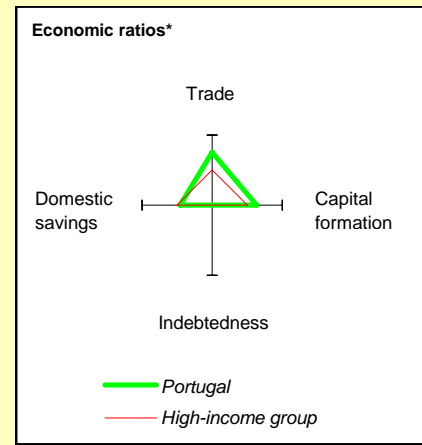 Economic ratios*
Trade
Domestic
savings
Capital
formation
Indebtedness
Portugal
High-income group